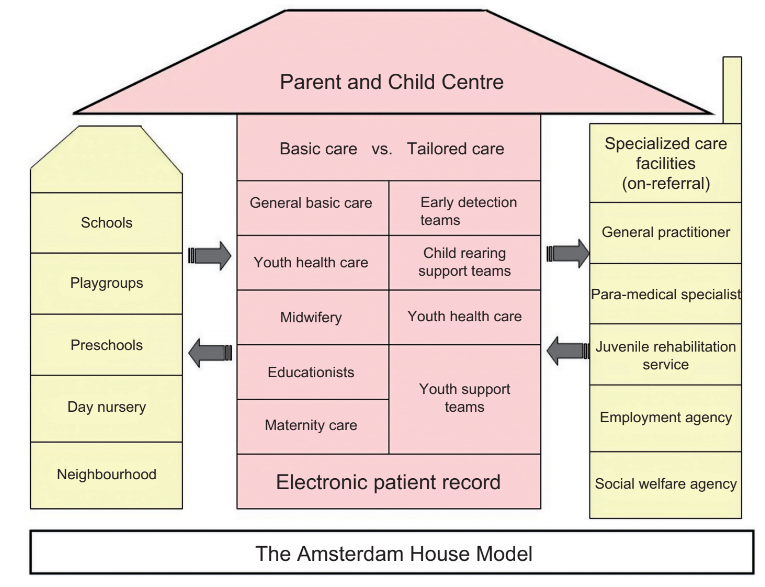 Parent and Child Centre
Schools
Playgroups
Preschools
Day nursery
Neighbourhood
Basic care vs. Tailored care
General basic care
Youth health care
Midwifery
Educationists
Maternity care
Early detection
teams
Child rearing
support teams
Youth health care
Youth support
teams
Electronic patient record
Specialized care
facilities
(on-referral)
General practitioner
Para-medical specialist
Juvenile rehabilitation
service
Employment agency
Social welfare agency
The Amsterdam House Model